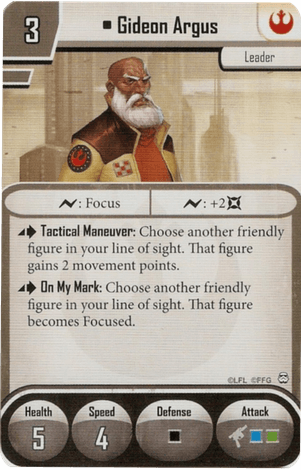 3
Gideon Argus
Leader
: Focus
: +2
Tactical Maneuver: Choose another friendly
figure in your line of sight. That figure
gains 2 movement points.
On My Mark: Choose another friendly
figure in your line of sight. That figure
becomes Focused.
©LFL ©FFG
Health
Speed
Defense
Attack
5
4